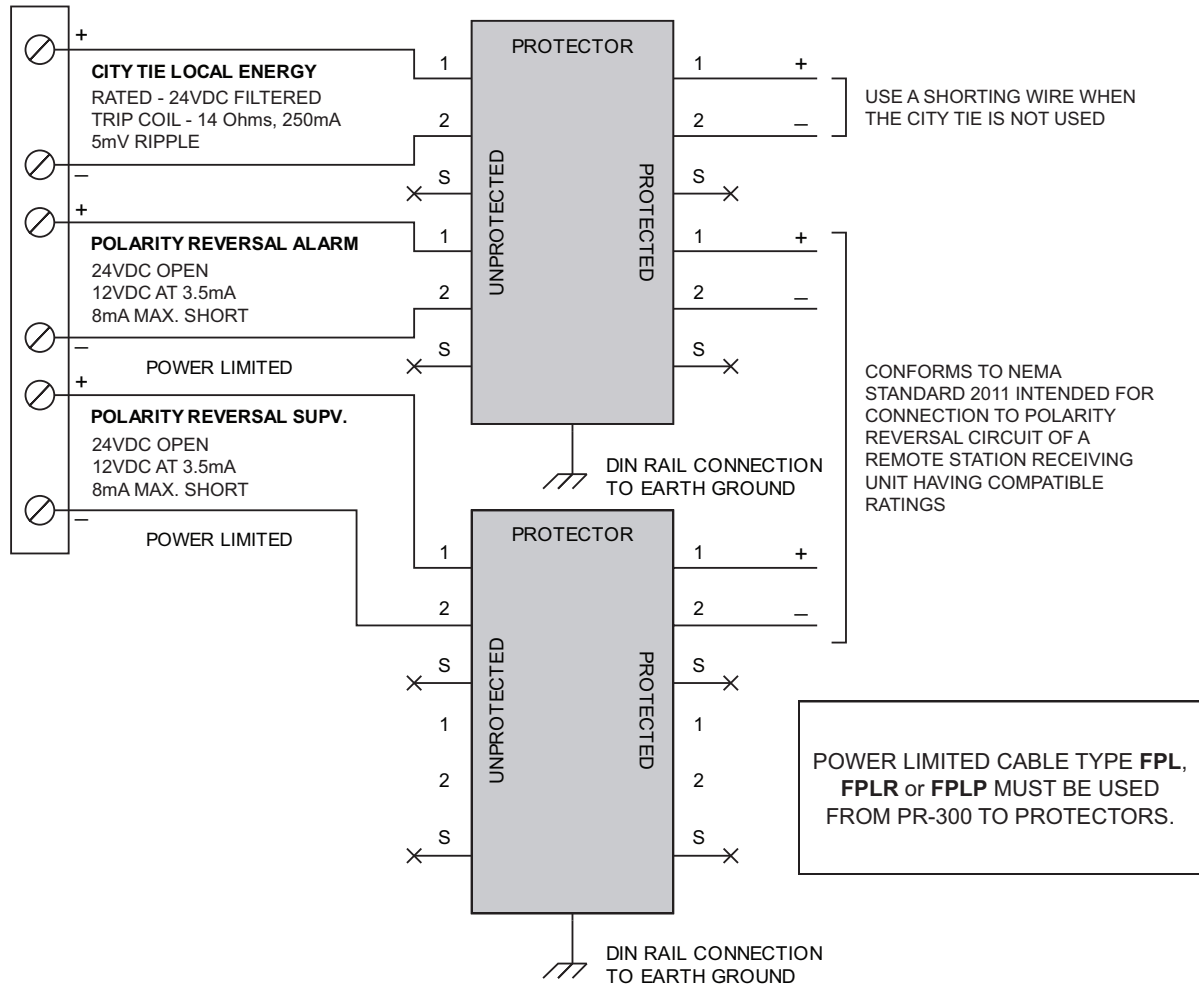 +
CITY TIE LOCAL ENERGY
RATED - 24VDC FILTERED
TRIP COIL - 14 Ohms, 250mA
5mV RIPPLE
–
+
POLARITY REVERSAL ALARM
24VDC OPEN
12VDC AT 3.5mA
8mA MAX. SHORT
–
POWER LIMITED
+
POLARITY REVERSAL SUPV.
24VDC OPEN
12VDC AT 3.5mA
8mA MAX. SHORT
–
POWER LIMITED
PROTECTOR
1
2
S
1
2
S
UNPROTECTED
PROTECTED
1
2
S
1
2
S
+
–
+
–
USE A SHORTING WIRE WHEN
THE CITY TIE IS NOT USED
DIN RAIL CONNECTION
TO EARTH GROUND
CONFORMS TO NEMA
STANDARD 2011 INTENDED FOR
CONNECTION TO POLARITY
REVERSAL CIRCUIT OF A
REMOTE STATION RECEIVING
UNIT HAVING COMPATIBLE
RATINGS
PROTECTOR
1
2
S
1
2
S
UNPROTECTED
PROTECTED
1
2
S
1
2
S
+
–
DIN RAIL CONNECTION
TO EARTH GROUND
POWER LIMITED CABLE TYPE FPL,
FPLR or FPLP MUST BE USED
FROM PR-300 TO PROTECTORS.